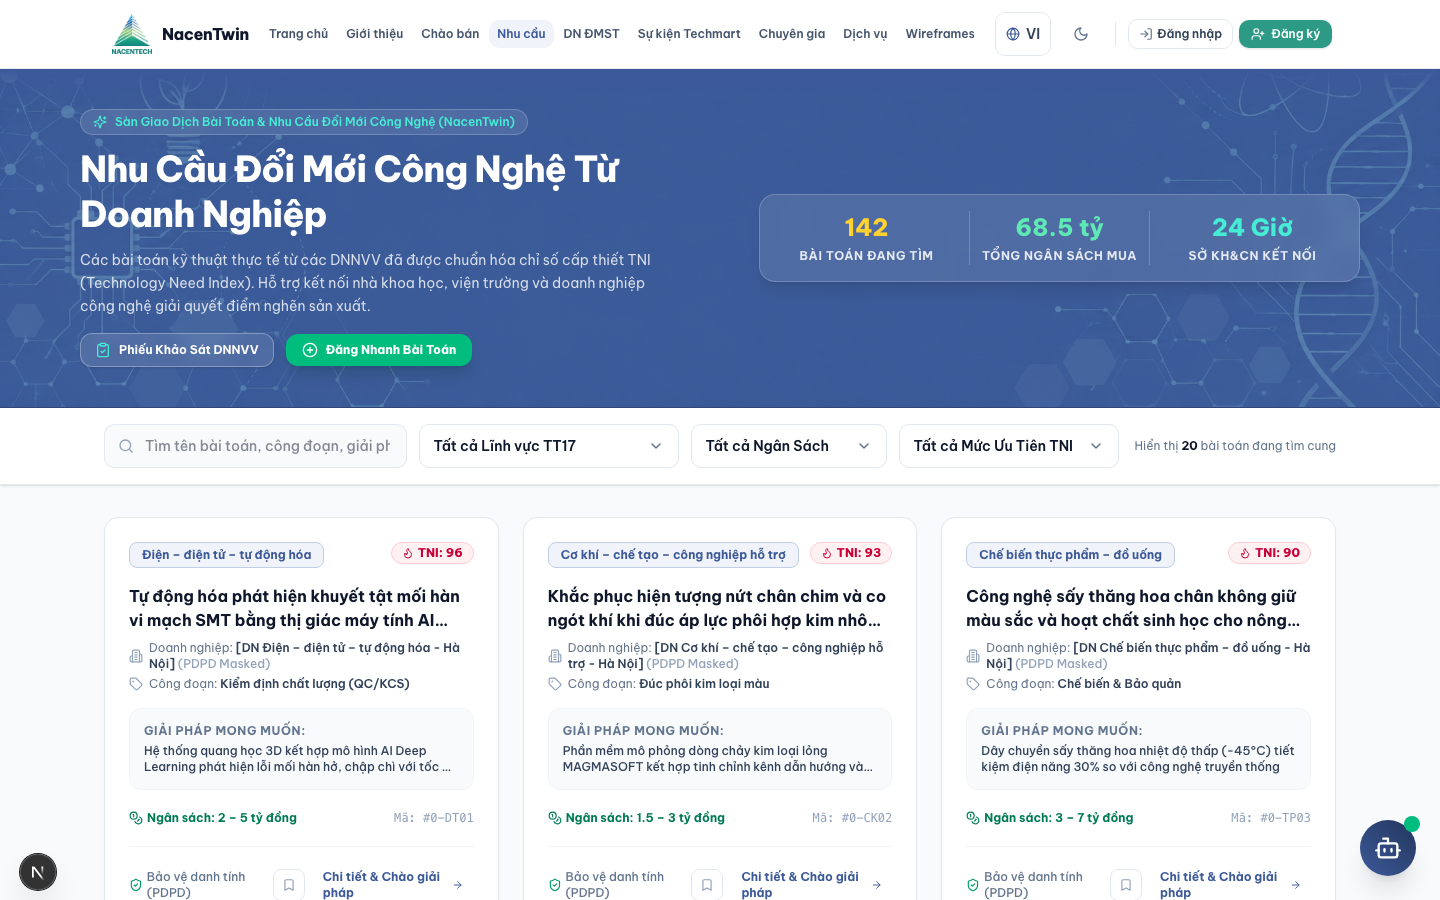 NACENTECH
NacenTwin
Trang chủ
Giới thiệu
Chào bán
Nhu cầu
DN ĐMST
Sự kiện Techmart
Chuyên gia
Dịch vụ
Wireframes
VI
Đăng nhập
Đăng ký
Sàn Giao Dịch Bài Toán & Nhu Cầu Đổi Mới Công Nghệ (NacenTwin)
Nhu Cầu Đổi Mới Công Nghệ Từ
Doanh Nghiệp
Các bài toán kỹ thuật thực tế từ các DNNVV đã được chuẩn hóa chỉ số cấp thiết TNI
(Technology Need Index). Hỗ trợ kết nối nhà khoa học, viện trường và doanh nghiệp
công nghệ giải quyết điểm nghẽn sản xuất.
Phiếu Khảo Sát DNNVV
Đăng Nhanh Bài Toán
142
BÀI TOÁN ĐANG TÌM
68.5 tỷ
TỔNG NGÂN SÁCH MUA
24 Giờ
SỞ KH&CN KẾT NỐI
Tìm tên bài toán, công đoạn, giải ph
Tất cả Lĩnh vực TT17
Tất cả Ngân Sách
Tất cả Mức Ưu Tiên TNI
Hiển thị 20 bài toán đang tìm cung
Điện – điện tử – tự động hóa
TNI: 96
Tự động hóa phát hiện khuyết tật mối hàn
vi mạch SMT bằng thị giác máy tính AI...
Doanh nghiệp: [DN Điện – điện tử – tự động hóa - Hà
Nội] (PDPD Masked)
Công đoạn: Kiểm định chất lượng (QC/KCS)
GIẢI PHÁP MONG MUỐN:
Hệ thống quang học 3D kết hợp mô hình AI Deep
Learning phát hiện lỗi mối hàn hở, chập chì với tốc ...
Ngân sách: 2 – 5 tỷ đồng
Mã: #0–DT01
Bảo vệ danh tính
(PDPD)
Chi tiết & Chào giải
pháp
Cơ khí – chế tạo – công nghiệp hỗ trợ
TNI: 93
Khắc phục hiện tượng nứt chân chim và co
ngót khí khi đúc áp lực phôi hợp kim nhô...
Doanh nghiệp: [DN Cơ khí – chế tạo – công nghiệp hỗ
trợ - Hà Nội] (PDPD Masked)
Công đoạn: Đúc phôi kim loại màu
GIẢI PHÁP MONG MUỐN:
Phần mềm mô phỏng dòng chảy kim loại lỏng
MAGMASOFT kết hợp tinh chỉnh kênh dẫn hướng và...
Ngân sách: 1.5 – 3 tỷ đồng
Mã: #0–CK02
Bảo vệ danh tính
(PDPD)
Chi tiết & Chào giải
pháp
Chế biến thực phẩm – đồ uống
TNI: 90
Công nghệ sấy thăng hoa chân không giữ
màu sắc và hoạt chất sinh học cho nông...
Doanh nghiệp: [DN Chế biến thực phẩm – đồ uống - Hà
Nội] (PDPD Masked)
Công đoạn: Chế biến & Bảo quản
GIẢI PHÁP MONG MUỐN:
Dây chuyền sấy thăng hoa nhiệt độ thấp (-45°C) tiết
kiệm điện năng 30% so với công nghệ truyền thống
Ngân sách: 3 – 7 tỷ đồng
Mã: #0–TP03
Bảo vệ danh tính
(PDPD)
Chi tiết & Chào giải
pháp
N